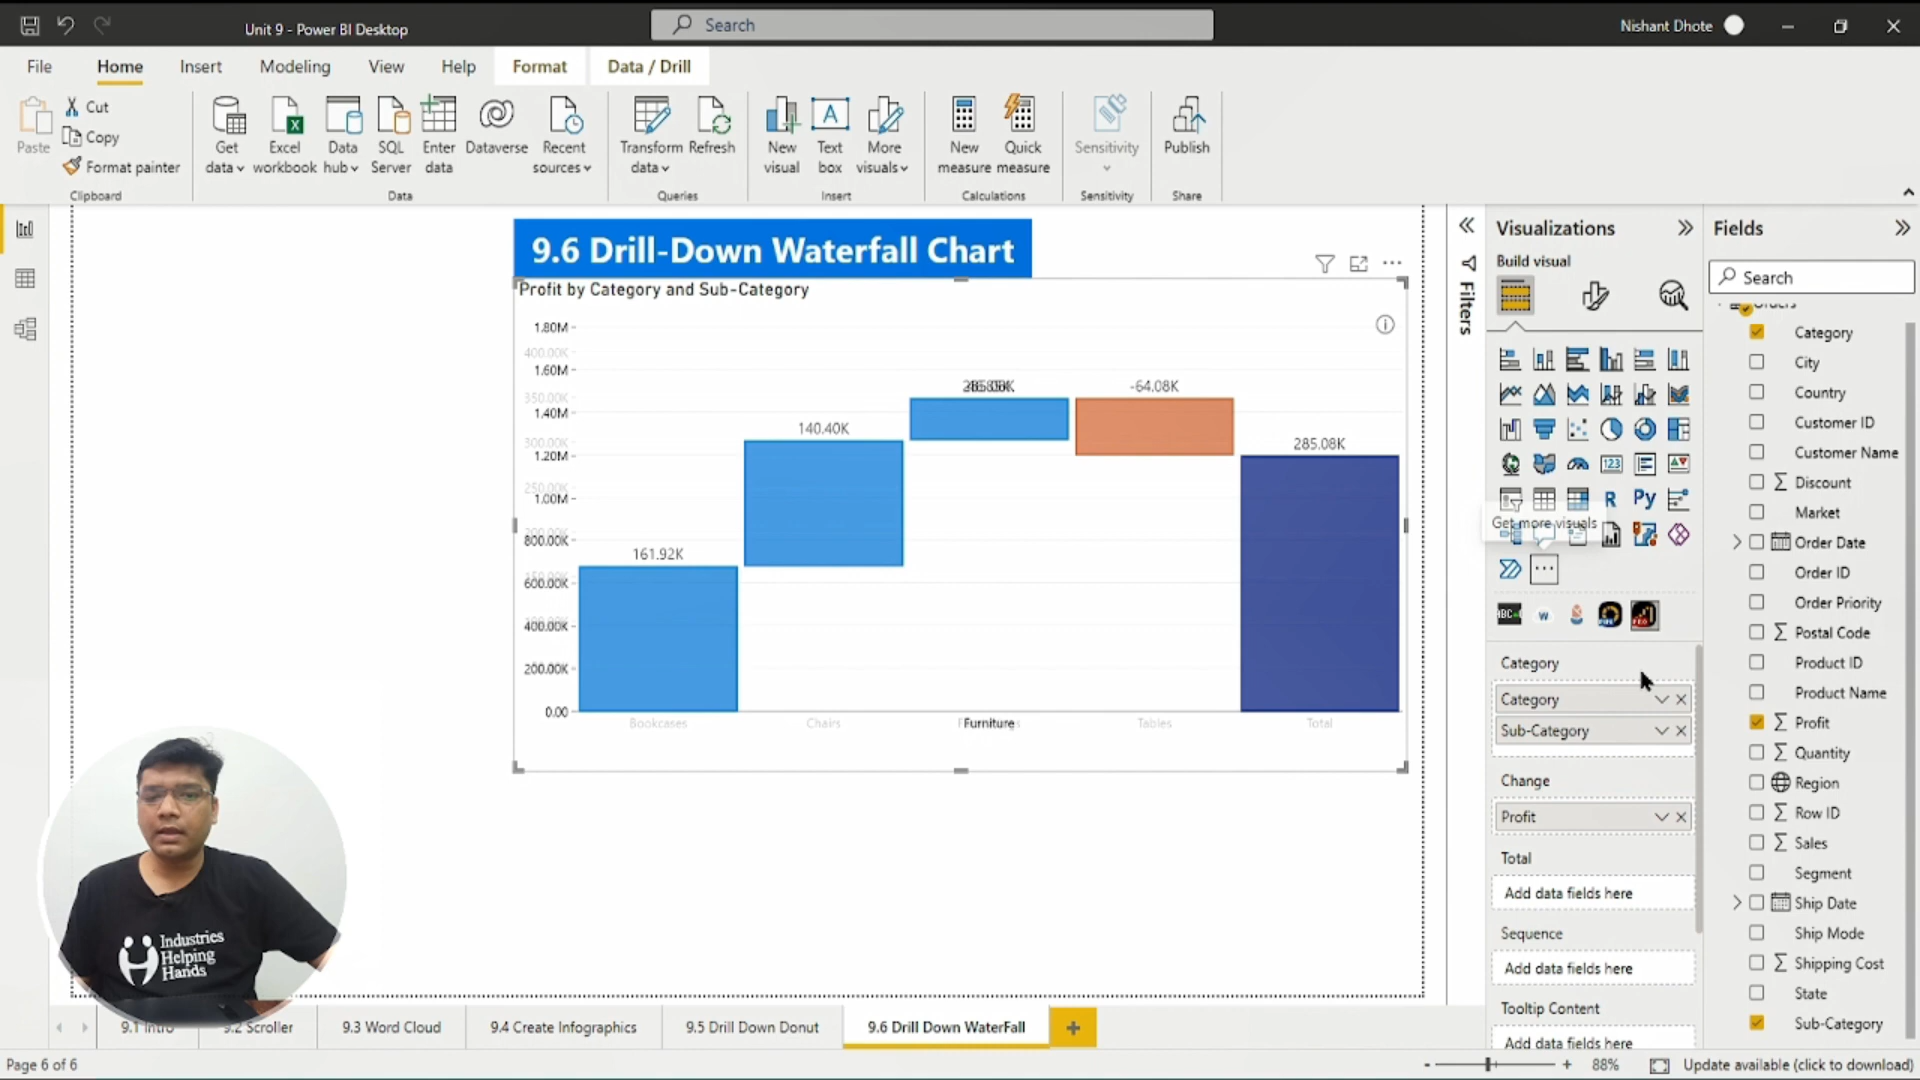 Unit 9 - Power BI Desktop
Search
Nishant Dhote
File
Home
Insert
Modeling
View
Help
Format
Data / Drill
Paste
Cut
Copy
Format painter
Clipboard
Get data
Excel workbook
Data hub
SQL Server
Enter data
Dataverse
Recent sources
Data
Transform data
Refresh
Queries
New visual
Text box
More visuals
Insert
New measure
Quick measure
Calculations
Sensitivity
Sensitivity
Publish
Share
9.6 Drill-Down Waterfall Chart
Profit by Category and Sub-Category
1.80M
400.00K
1.60M
350.00K
1.40M
300.00K
1.20M
250.00K
1.00M
800.00K
600.00K
400.00K
200.00K
0.00
161.92K
140.40K
-64.08K
285.08K
Bookcases
Chairs
Furniture
Tables
Total
Industries
Helping
Hands
Filters
Visualizations
Build visual
123
R
Py
Get more visuals
Category
Category
Sub-Category
Change
Profit
Total
Add data fields here
Sequence
Add data fields here
Tooltip Content
Add data fields here
Fields
Search
Category
City
Country
Customer ID
Customer Name
Discount
Market
Order Date
Order ID
Order Priority
Postal Code
Product ID
Product Name
Profit
Quantity
Region
Row ID
Sales
Segment
Ship Date
Ship Mode
Shipping Cost
State
Sub-Category
9.1 Intro
9.2 Scroller
9.3 Word Cloud
9.4 Create Infographics
9.5 Drill Down Donut
9.6 Drill Down WaterFall
Page 6 of 6
88%
Update available (click to download)